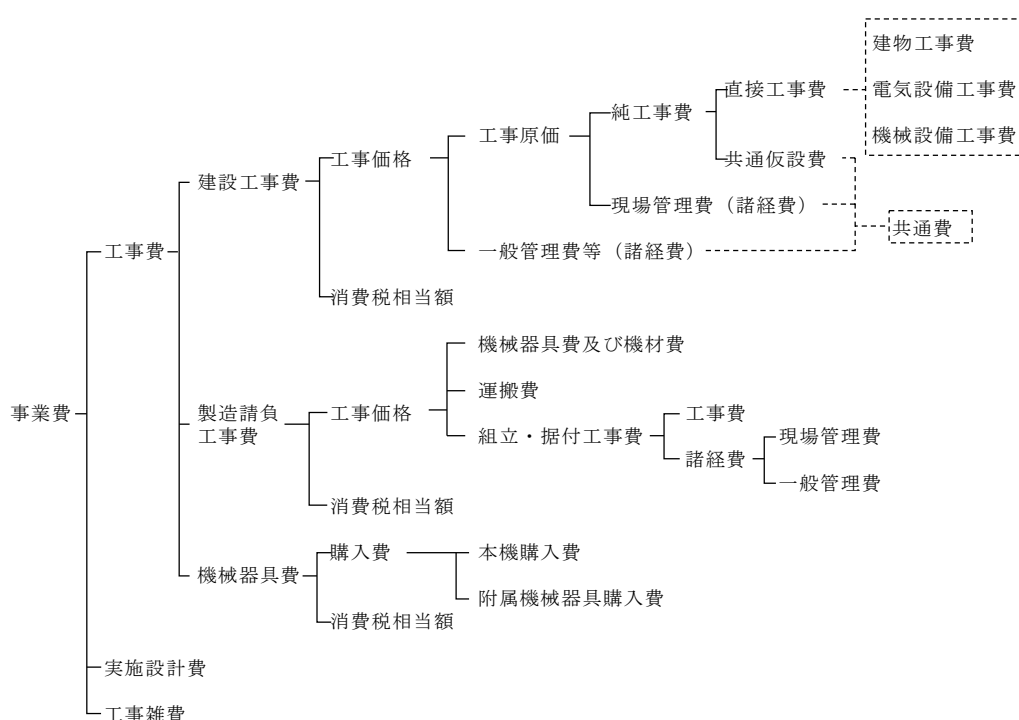 建物工事費
直接工事費
電気設備工事費
純工事費
工事原価
機械設備工事費
工事価格
共通仮設費
建設工事費
現場管理費（諸経費）
共通費
工事費
一般管理費等（諸経費）
消費税相当額
機械器具費及び機材費
運搬費
事業費
製造請負
工事費
工事価格
工事費
組立・据付工事費
現場管理費
諸経費
一般管理費
消費税相当額
購入費
本機購入費
機械器具費
附属機械器具購入費
消費税相当額
実施設計費
工事雑費